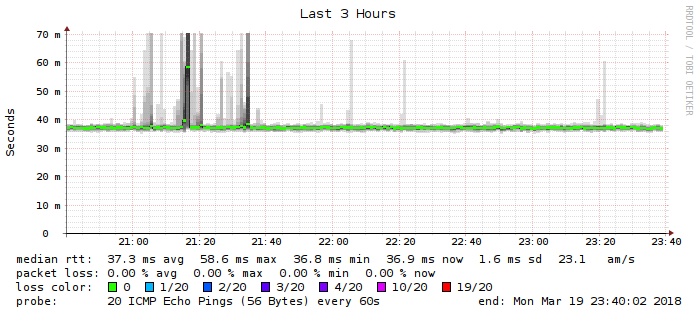 Last 3 Hours
RRDTOOL / TOBI OETIKER
Seconds
70 m
60 m
50 m
40 m
30 m
20 m
10 m
0
21:00 21:20 21:40 22:00 22:20 22:40 23:00 23:20 23:40
median rtt: 37.3 ms avg 58.6 ms max 36.8 ms min 36.9 ms now 1.6 ms sd 23.1 am/s
packet loss: 0.00 % avg 0.00 % max 0.00 % min 0.00 % now
loss color: 0 1/20 2/20 3/20 4/20 10/20 19/20
probe: 20 ICMP Echo Pings (56 Bytes) every 60s end: Mon Mar 19 23:40:02 2018